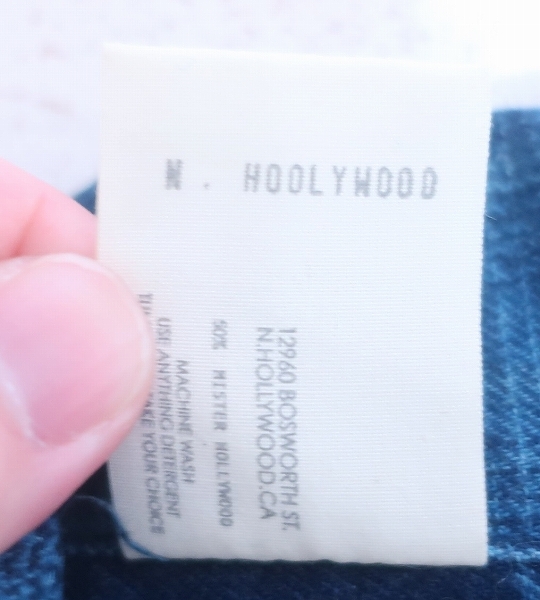 N. HOOLYWOOD
12960 BOSWORTH ST.
N.HOLLYWOOD.CA
50% MISTER HOLLYWOOD
MACHINE WASH
USE ANYTHING DETERGENT
YOUR CHOICE